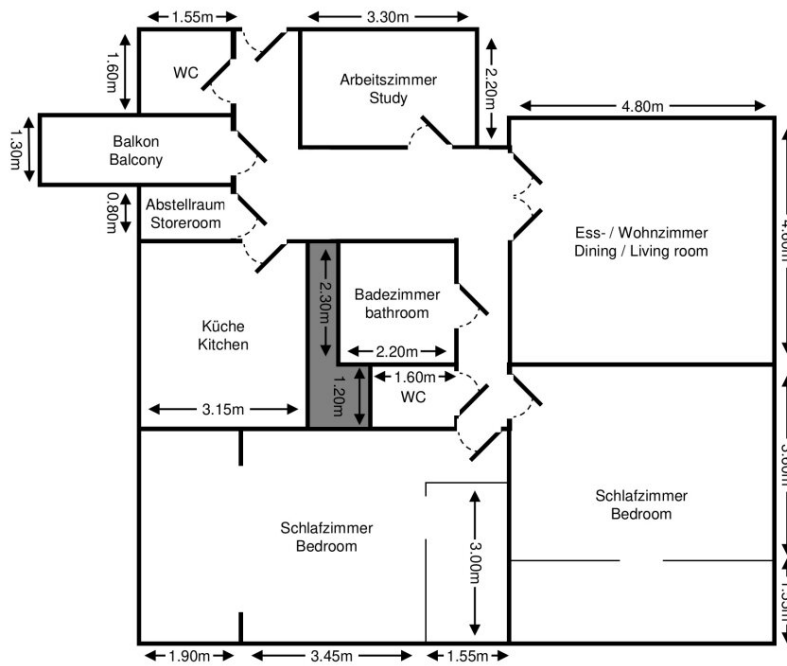 1.55m
3.30m
1.60m
WC
Arbeitszimmer
Study
2.20m
4.80m
1.30m
Balkon
Balcony
0.80m
Abstellraum
Storeroom
Ess- / Wohnzimmer
Dining / Living room
2.30m
Badezimmer
bathroom
Küche
Kitchen
2.20m
1.60m
WC
1.20m
3.15m
Schlafzimmer
Bedroom
3.00m
Schlafzimmer
Bedroom
1.90m
3.45m
1.55m